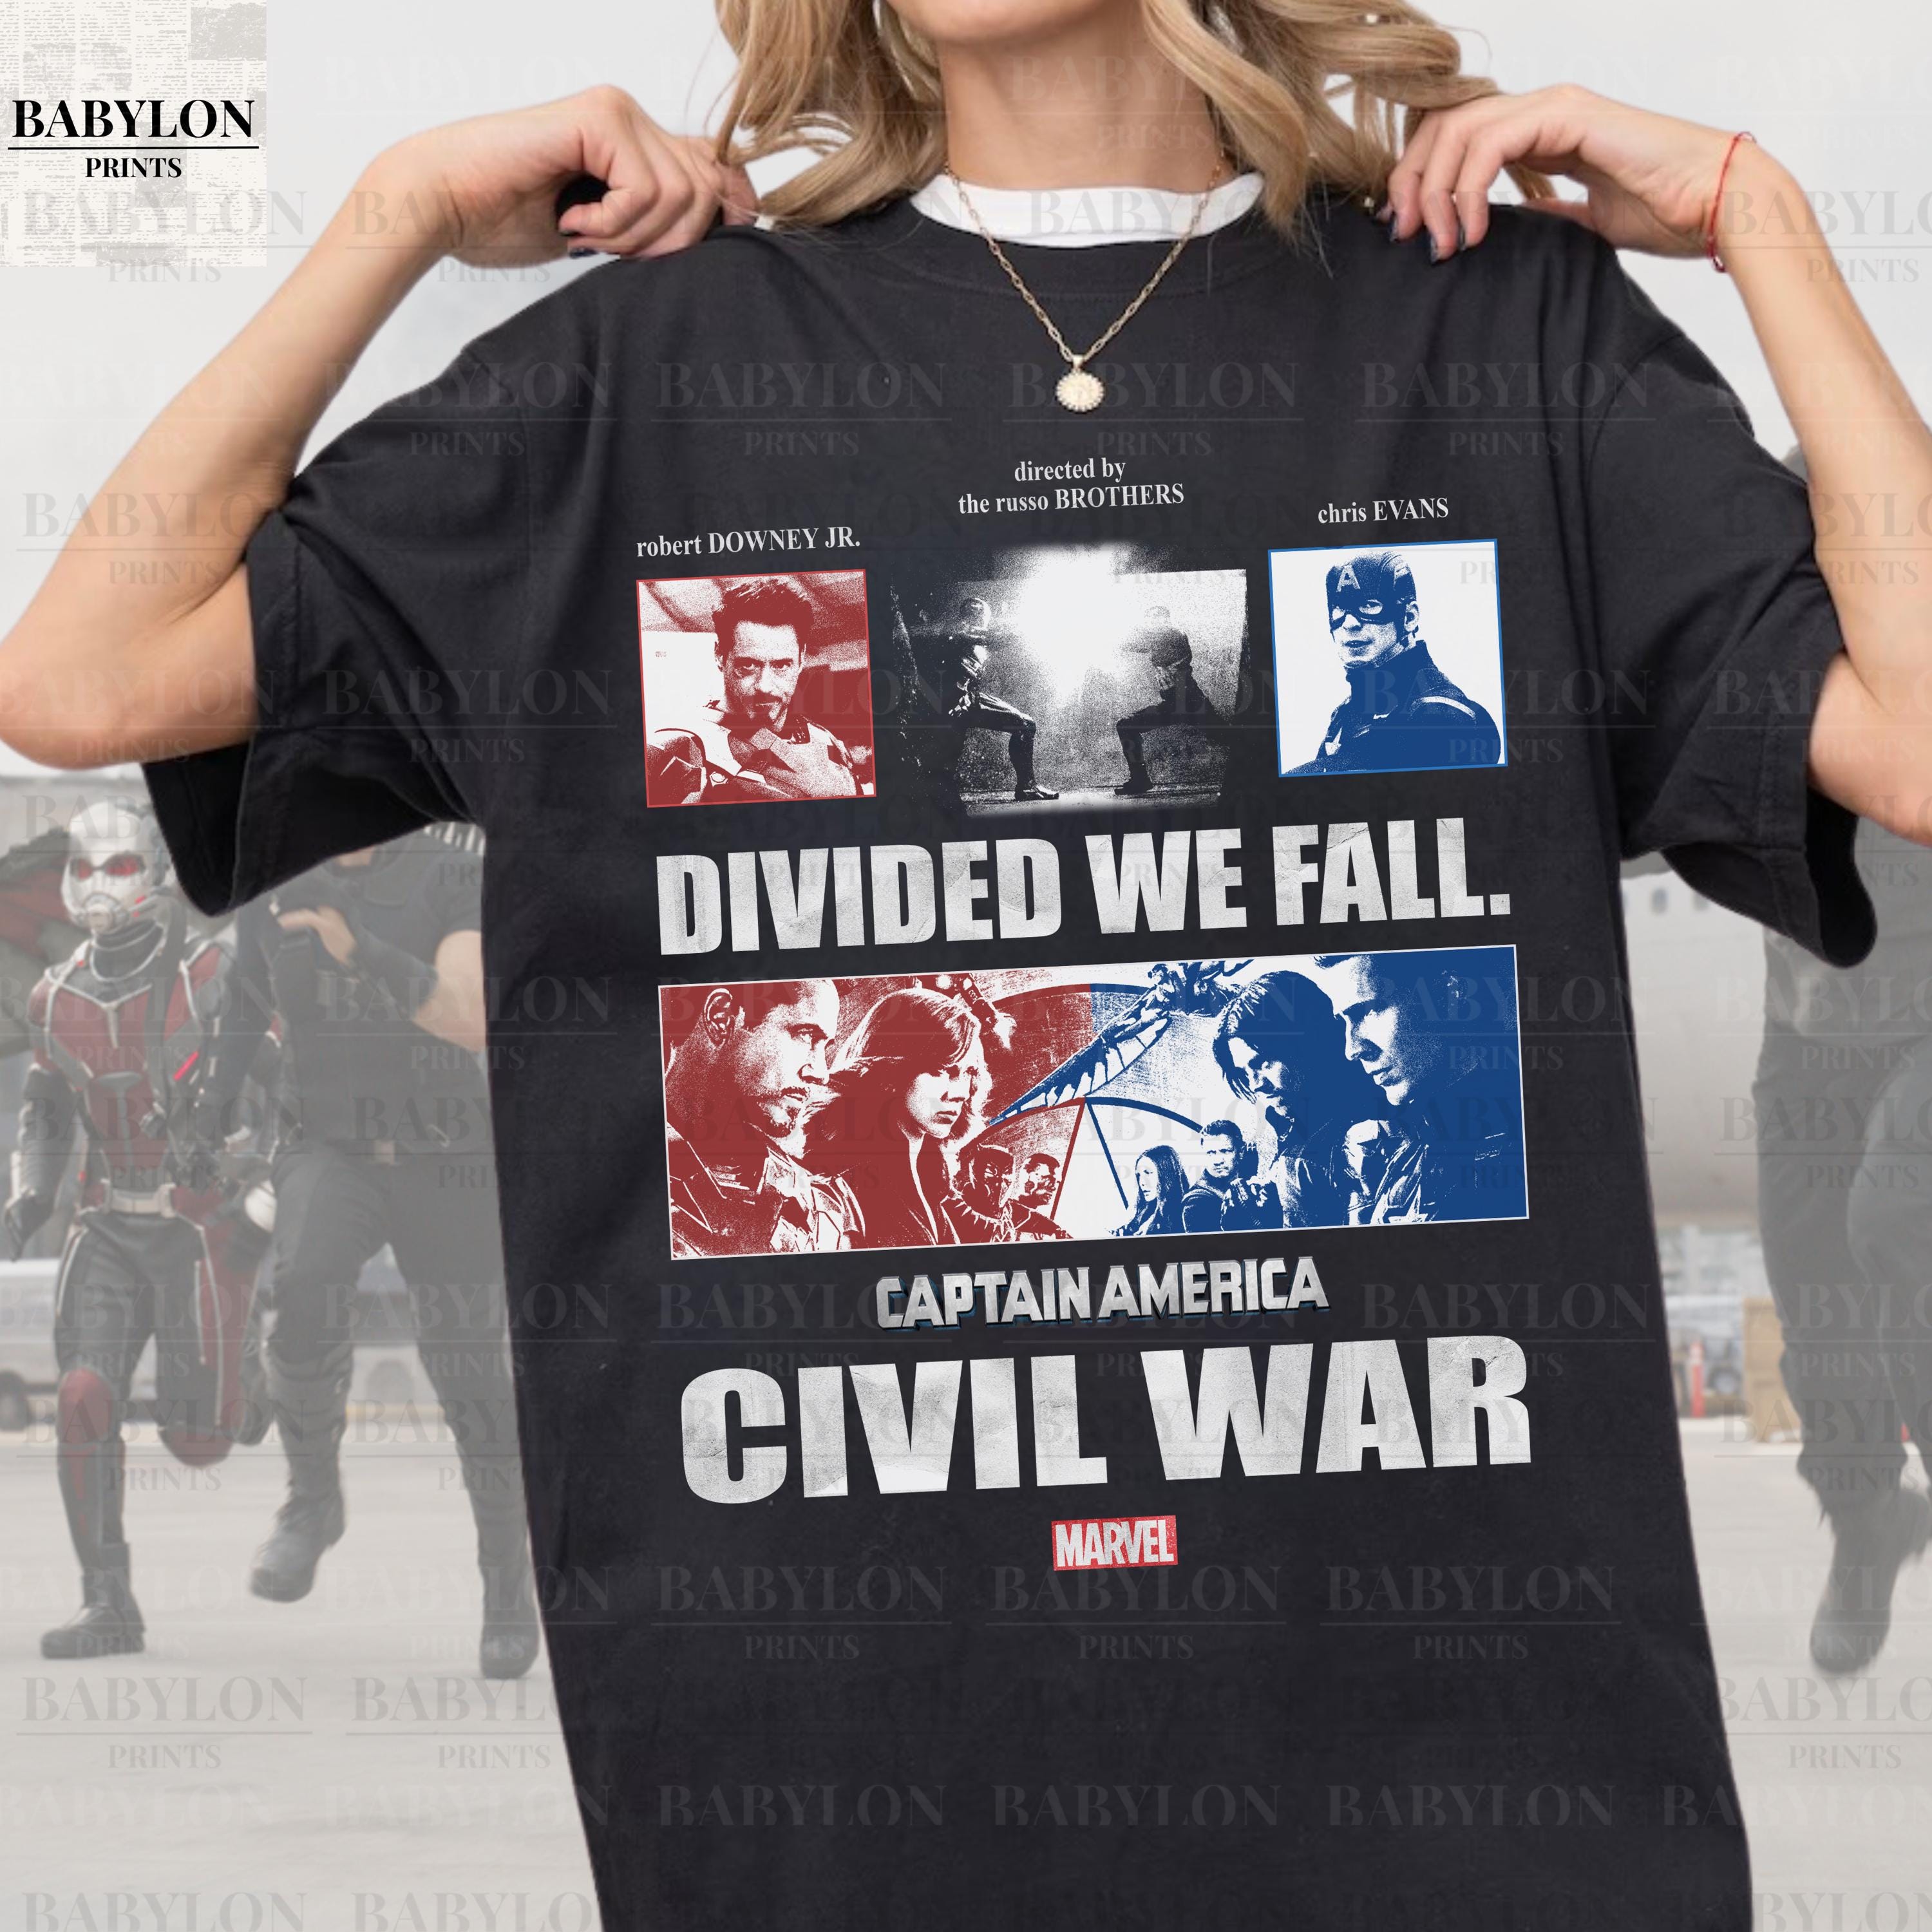 BABYLON
PRINTS
directed by
the russo BROTHERS
robert DOWNEY JR.
chris EVANS
A
DIVIDED WE FALL.
CAPTAIN AMERICA
CIVIL WAR
MARVEL